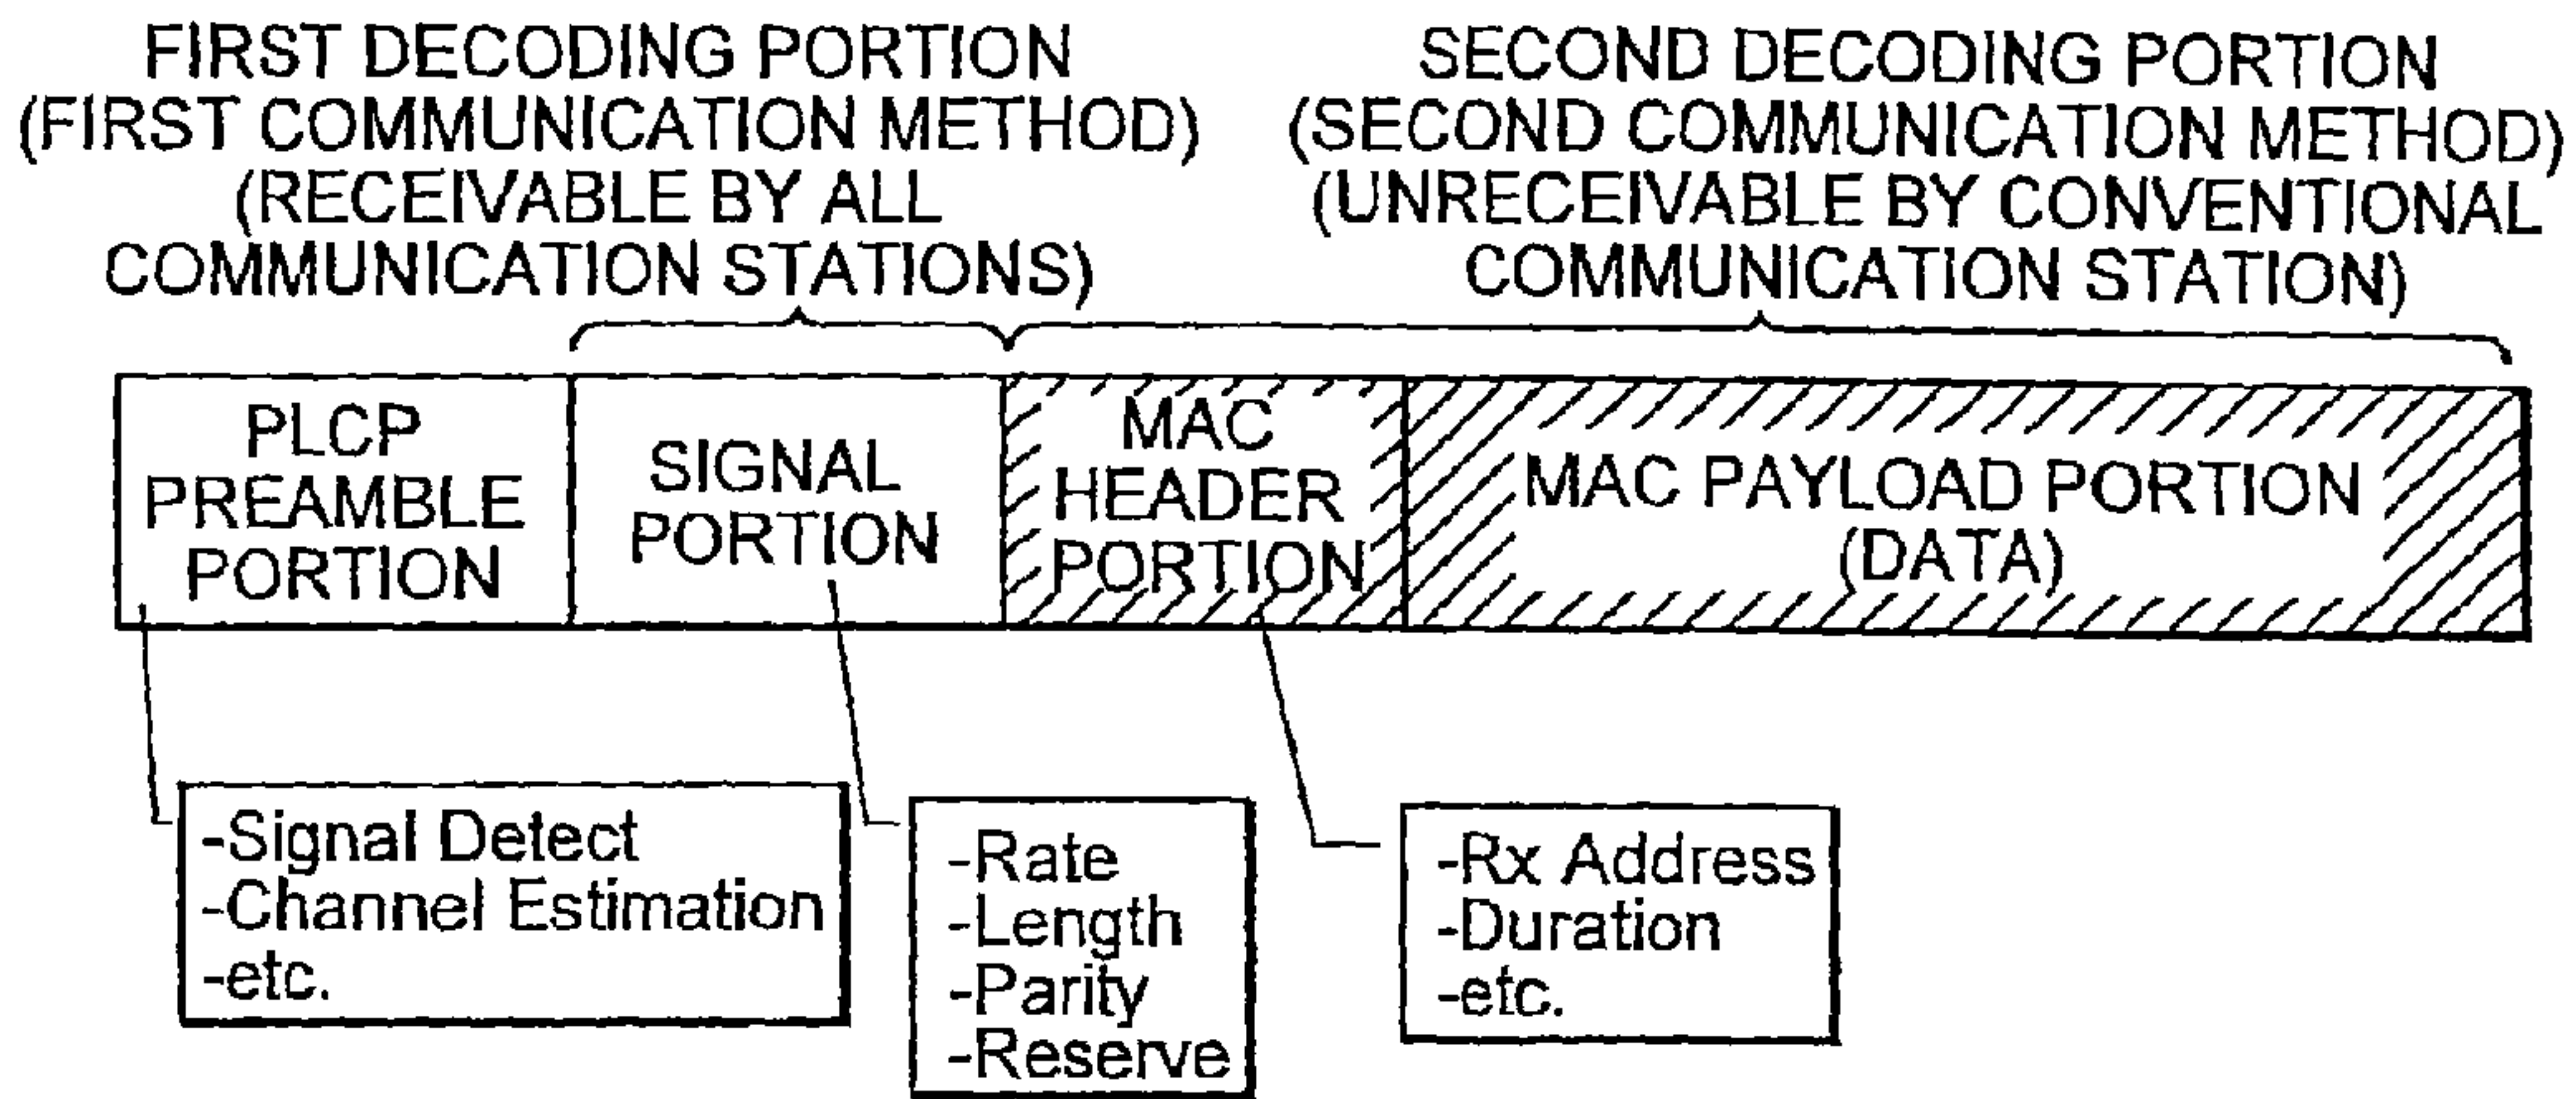 FIRST DECODING PORTION
(FIRST COMMUNICATION METHOD)
(RECEIVABLE BY ALL
COMMUNICATION STATIONS)
SECOND DECODING PORTION
(SECOND COMMUNICATION METHOD)
(UNRECEIVABLE BY CONVENTIONAL
COMMUNICATION STATION)
PLCP
PREAMBLE
PORTION
SIGNAL
PORTION
MAC
HEADER
PORTION
MAC PAYLOAD PORTION
(DATA)
-Signal Detect
-Channel Estimation
-etc.
-Rate
-Length
-Parity
-Reserve
-Rx Address
-Duration
-etc.